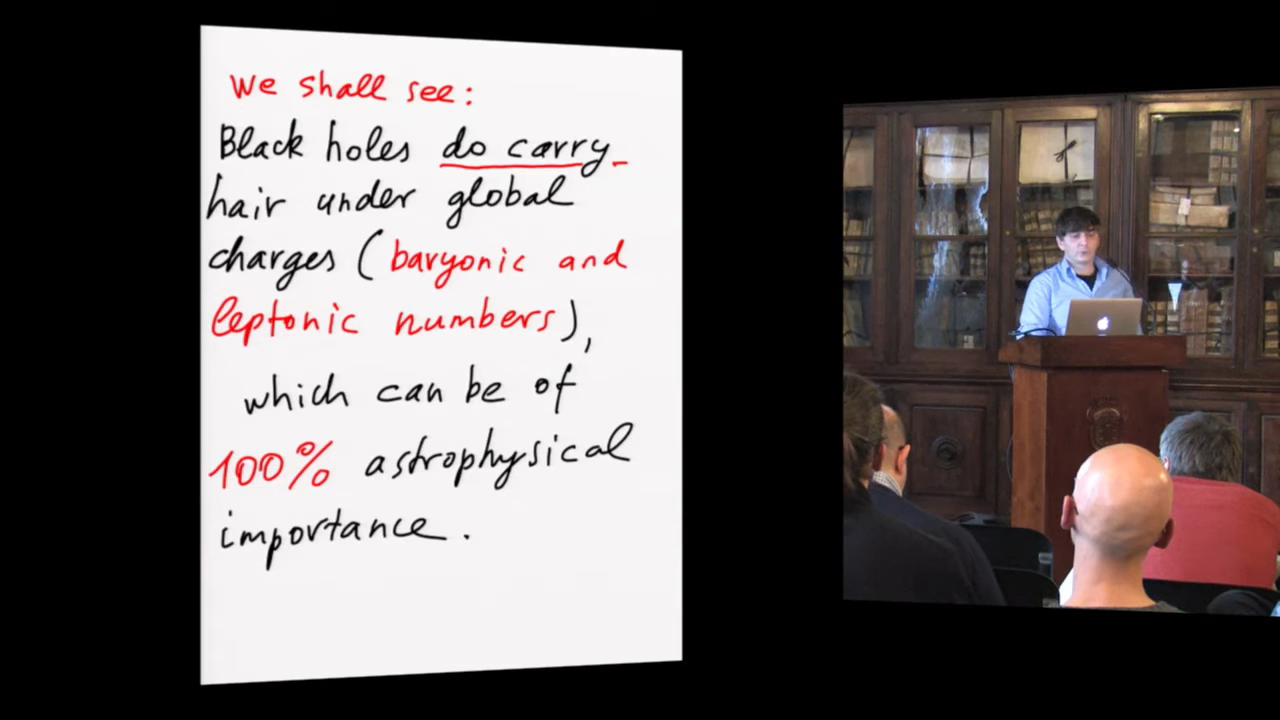 We shall see:
Black holes do carry
hair under global
charges (baryonic and
leptonic numbers),
which can be of
100% astrophysical
importance.